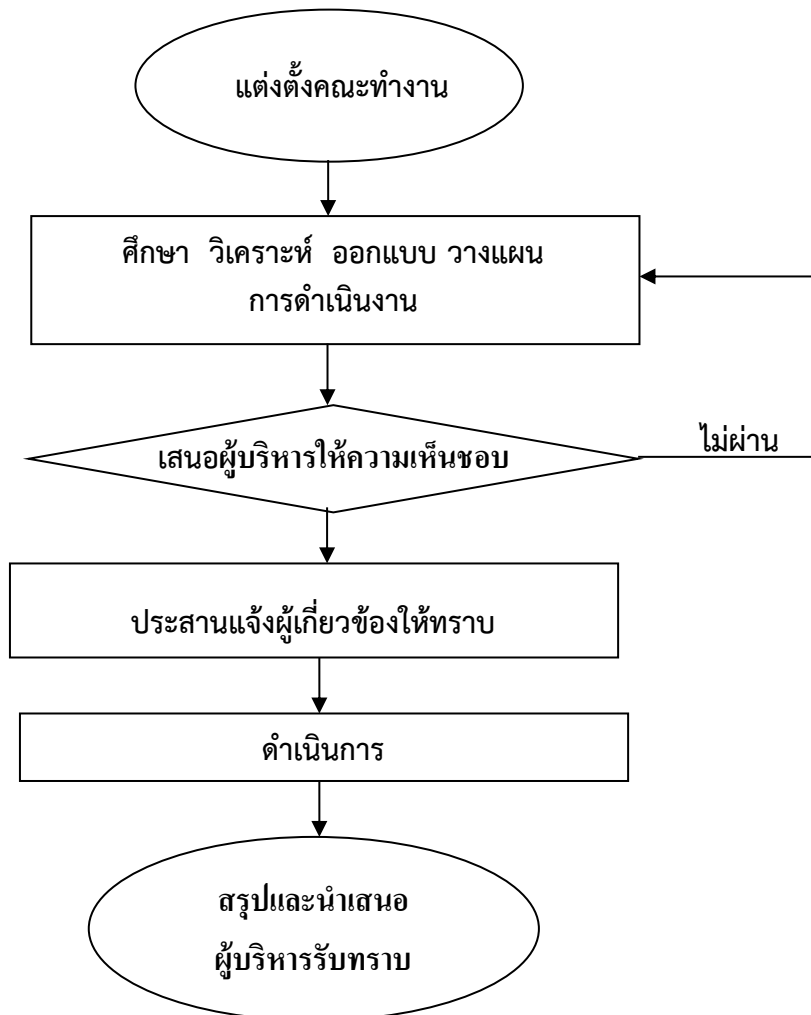 แต่งตั้งคณะทำงาน
ศึกษา วิเคราะห์ ออกแบบ วางแผน
การดำเนินงาน
เสนอผู้บริหารให้ความเห็นชอบ
ไม่ผ่าน
ประสานแจ้งผู้เกี่ยวข้องให้ทราบ
ดำเนินการ
สรุปและนำเสนอ
ผู้บริหารรับทราบ